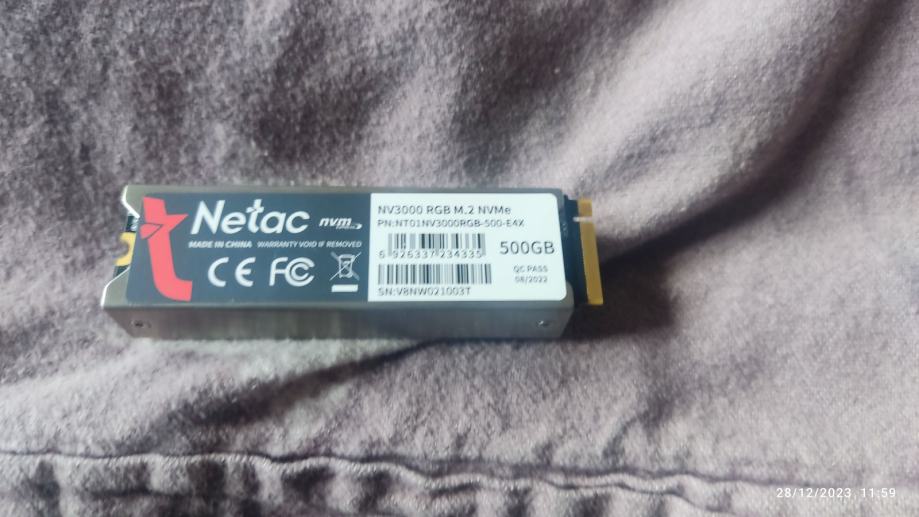 Netac
nvm
EXPRESS
MADE IN CHINA WARRANTY VOID IF REMOVED
CE FC
NV3000 RGB M.2 NVMe
PN:NT01NV3000RGB-500-E4X
6 926337 234335
500GB
QC PASS
08/2022
SN:V8NW021003T
28/12/2023, 11:59